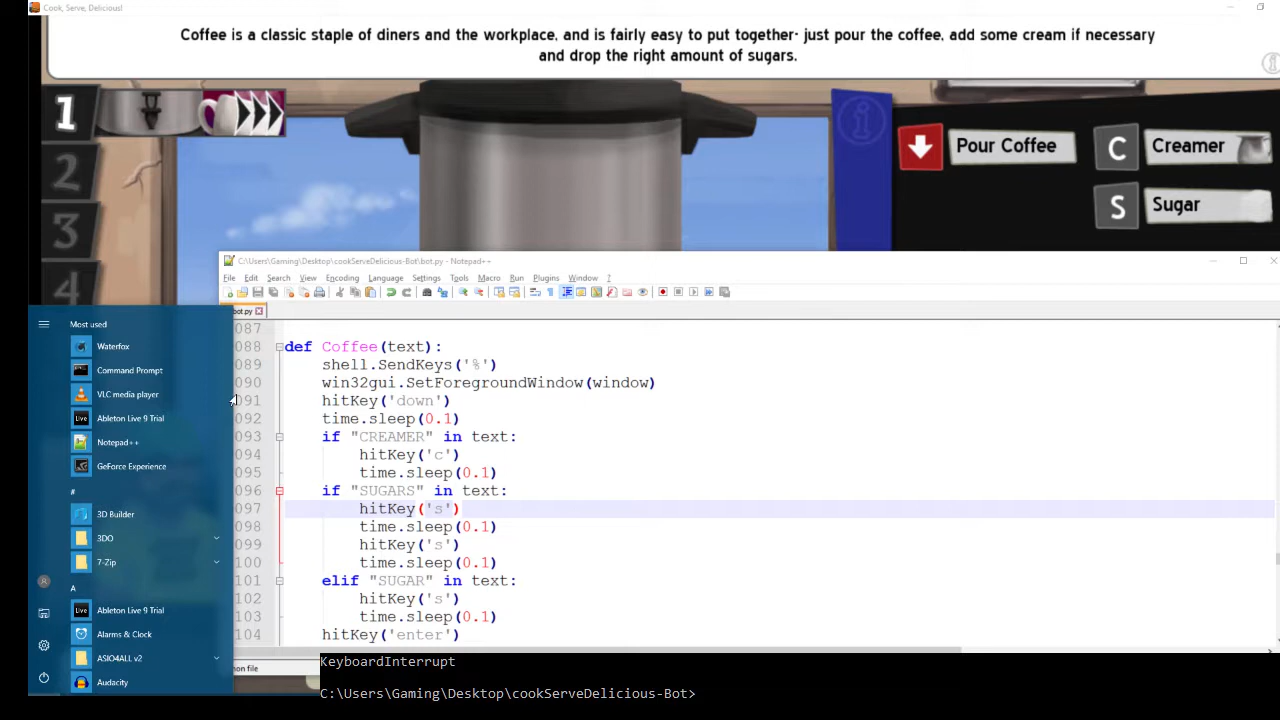 Cook, Serve, Delicious!
Coffee is a classic staple of diners and the workplace, and is fairly easy to put together- just pour the coffee, add some cream if necessary
and drop the right amount of sugars.
1
2
3
4
Pour Coffee
C
Creamer
S
Sugar
C:\Users\Gaming\Desktop\cookServeDelicious-Bot\bot.py - Notepad++
File Edit Search View Encoding Language Settings Tools Macro Run Plugins Window ?
bot.py
087
088 def Coffee(text):
089 shell.SendKeys('%')
090 win32gui.SetForegroundWindow(window)
091 hitKey('down')
092 time.sleep(0.1)
093 if "CREAMER" in text:
094 hitKey('c')
095 time.sleep(0.1)
096 if "SUGARS" in text:
097 hitKey('s')
098 time.sleep(0.1)
099 hitKey('s')
100 time.sleep(0.1)
101 elif "SUGAR" in text:
102 hitKey('s')
103 time.sleep(0.1)
104 hitKey('enter')
Most used
Waterfox
Command Prompt
VLC media player
Ableton Live 9 Trial
Notepad++
GeForce Experience
#
3D Builder
3DO
7-Zip
A
Ableton Live 9 Trial
Alarms & Clock
ASIO4ALL v2
Audacity
hon file
KeyboardInterrupt
C:\Users\Gaming\Desktop\cookServeDelicious-Bot>